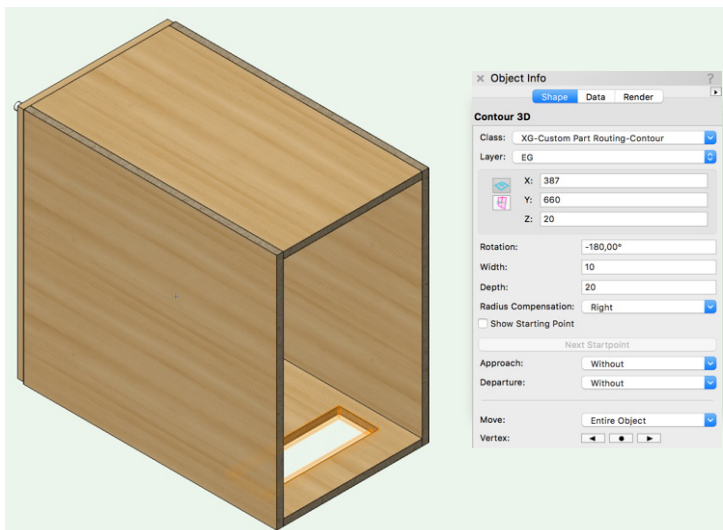 Object Info ?
Shape Data Render
Contour 3D
Class: XG-Custom Part Routing-Contour
Layer: EG
X: 387
Y: 660
Z: 20
Rotation: -180,00°
Width: 10
Depth: 20
Radius Compensation: Right
Show Starting Point
Next Startpoint
Approach: Without
Departure: Without
Move: Entire Object
Vertex: